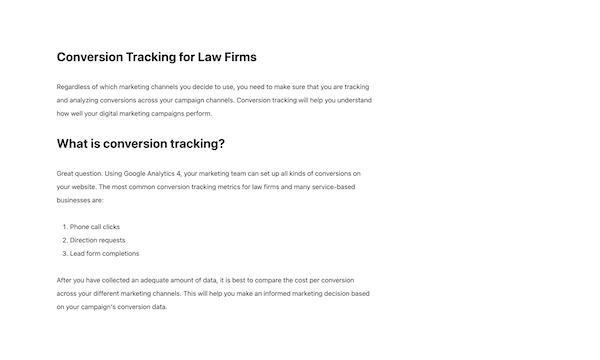 Conversion Tracking for Law Firms
Regardless of which marketing channels you decide to use, you need to make sure that you are tracking
and analyzing conversions across your campaign channels. Conversion tracking will help you understand
how well your digital marketing campaigns perform.
What is conversion tracking?
Great question. Using Google Analytics 4, your marketing team can set up all kinds of conversions on
your website. The most common conversion tracking metrics for law firms and many service-based
businesses are:
1. Phone call clicks
2. Direction requests
3. Lead form completions
After you have collected an adequate amount of data, it is best to compare the cost per conversion
across your different marketing channels. This will help you make an informed marketing decision based
on your campaign's conversion data.